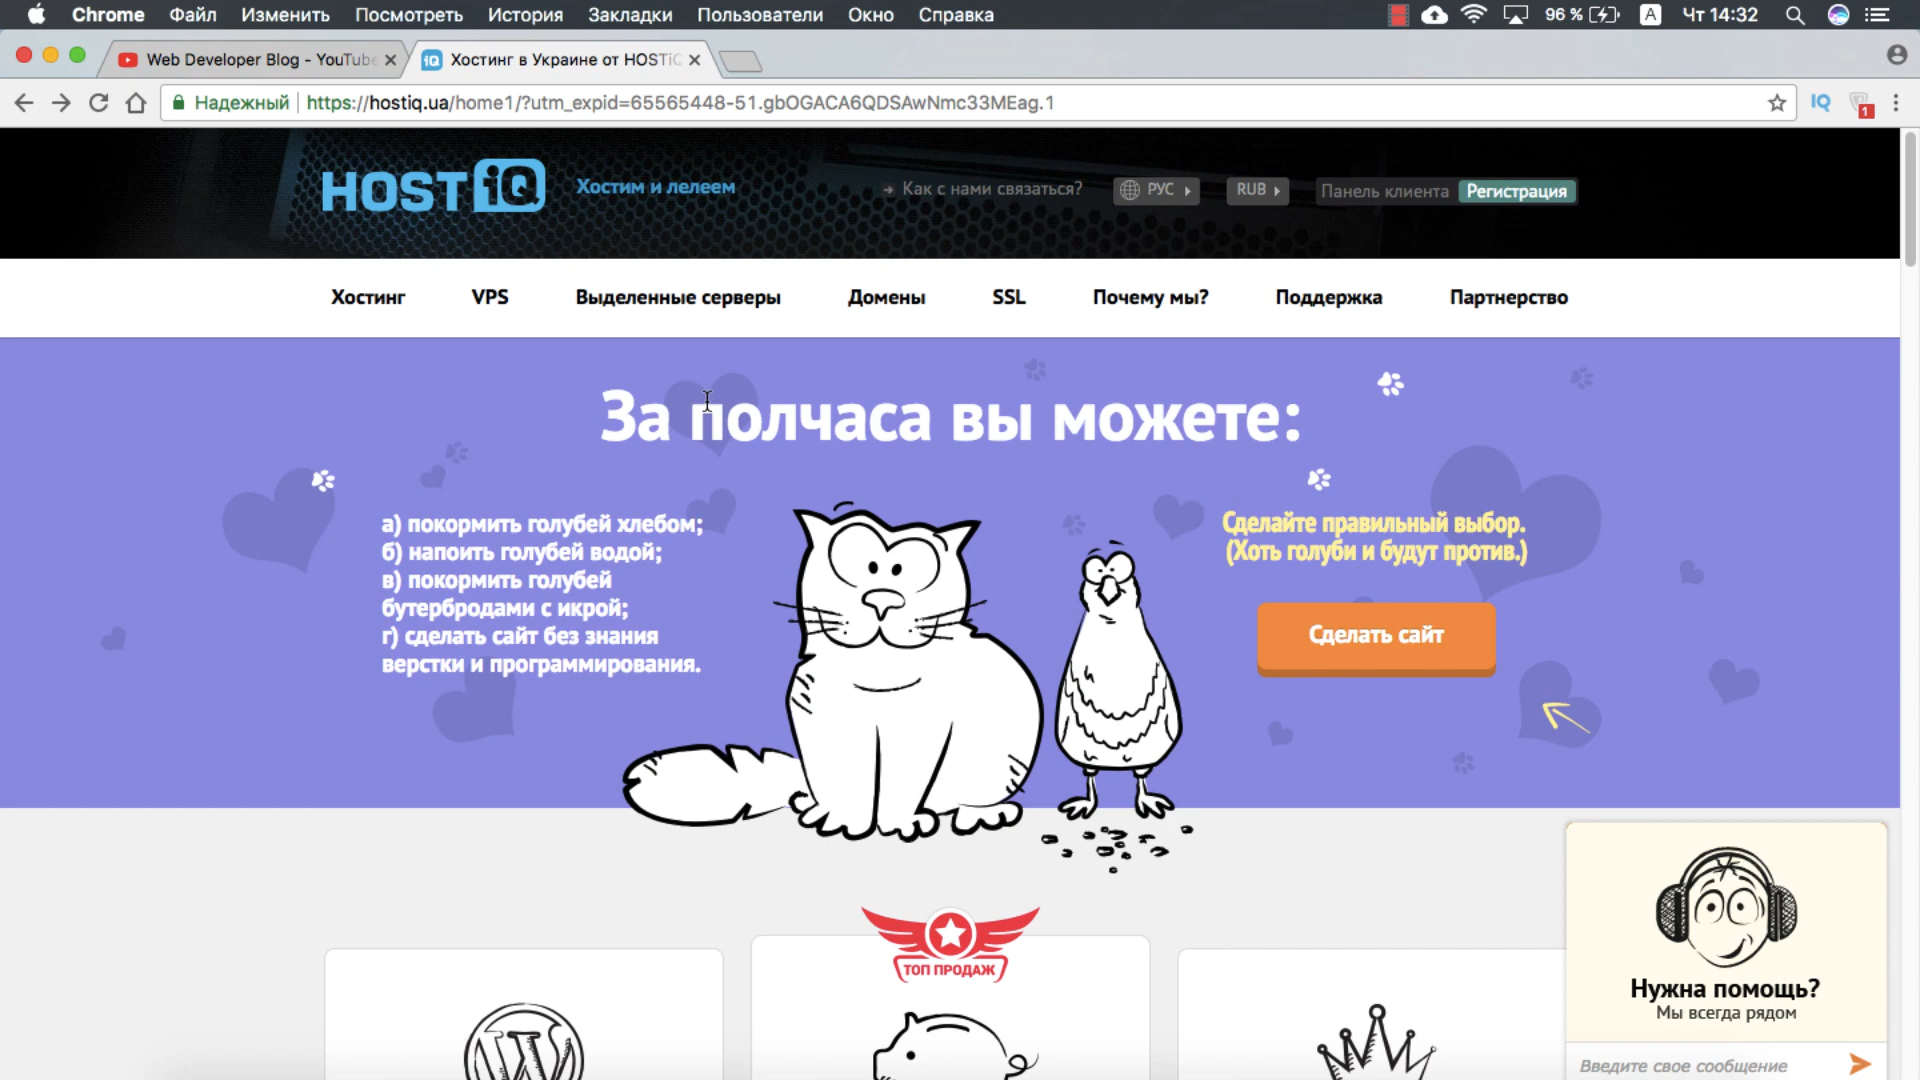 Chrome Файл Изменить Посмотреть История Закладки Пользователи Окно Справка 96 % A Чт 14:32
Web Developer Blog - YouTube
Хостинг в Украине от HOSTiQ
Надежный https://hostiq.ua/home1/?utm_expid=65565448-51.gbOGACA6QDSAwNmc33MEag.1 IQ 1
HOST iQ Хостим и лелеем Как с нами связаться? РУС RUB Панель клиента Регистрация
Хостинг VPS Выделенные серверы Домены SSL Почему мы? Поддержка Партнерство
За полчаса вы можете:
а) покормить голубей хлебом;
б) напоить голубей водой;
в) покормить голубей
бутербродами с икрой;
г) сделать сайт без знания
верстки и программирования.
Сделайте правильный выбор.
(Хоть голуби и будут против.)
Сделать сайт
ТОП ПРОДАЖ
W
Нужна помощь?
Мы всегда рядом
Введите свое сообщение